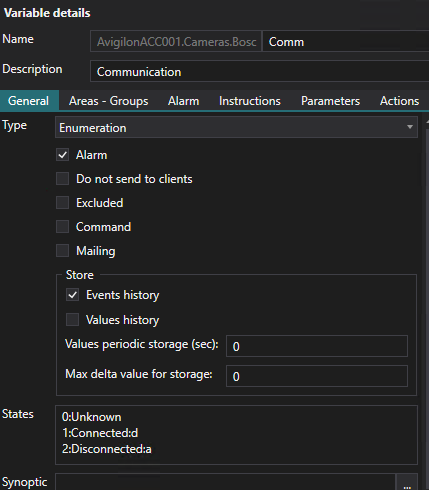 Variable details
Name AvigilonACC001.Cameras.Bosc Comm
Description Communication
General Areas - Groups Alarm Instructions Parameters Actions
Type Enumeration
Alarm
Do not send to clients
Excluded
Command
Mailing
Store
Events history
Values history
Values periodic storage (sec): 0
Max delta value for storage: 0
States 0:Unknown
1:Connected:d
2:Disconnected:a
Synoptic ...